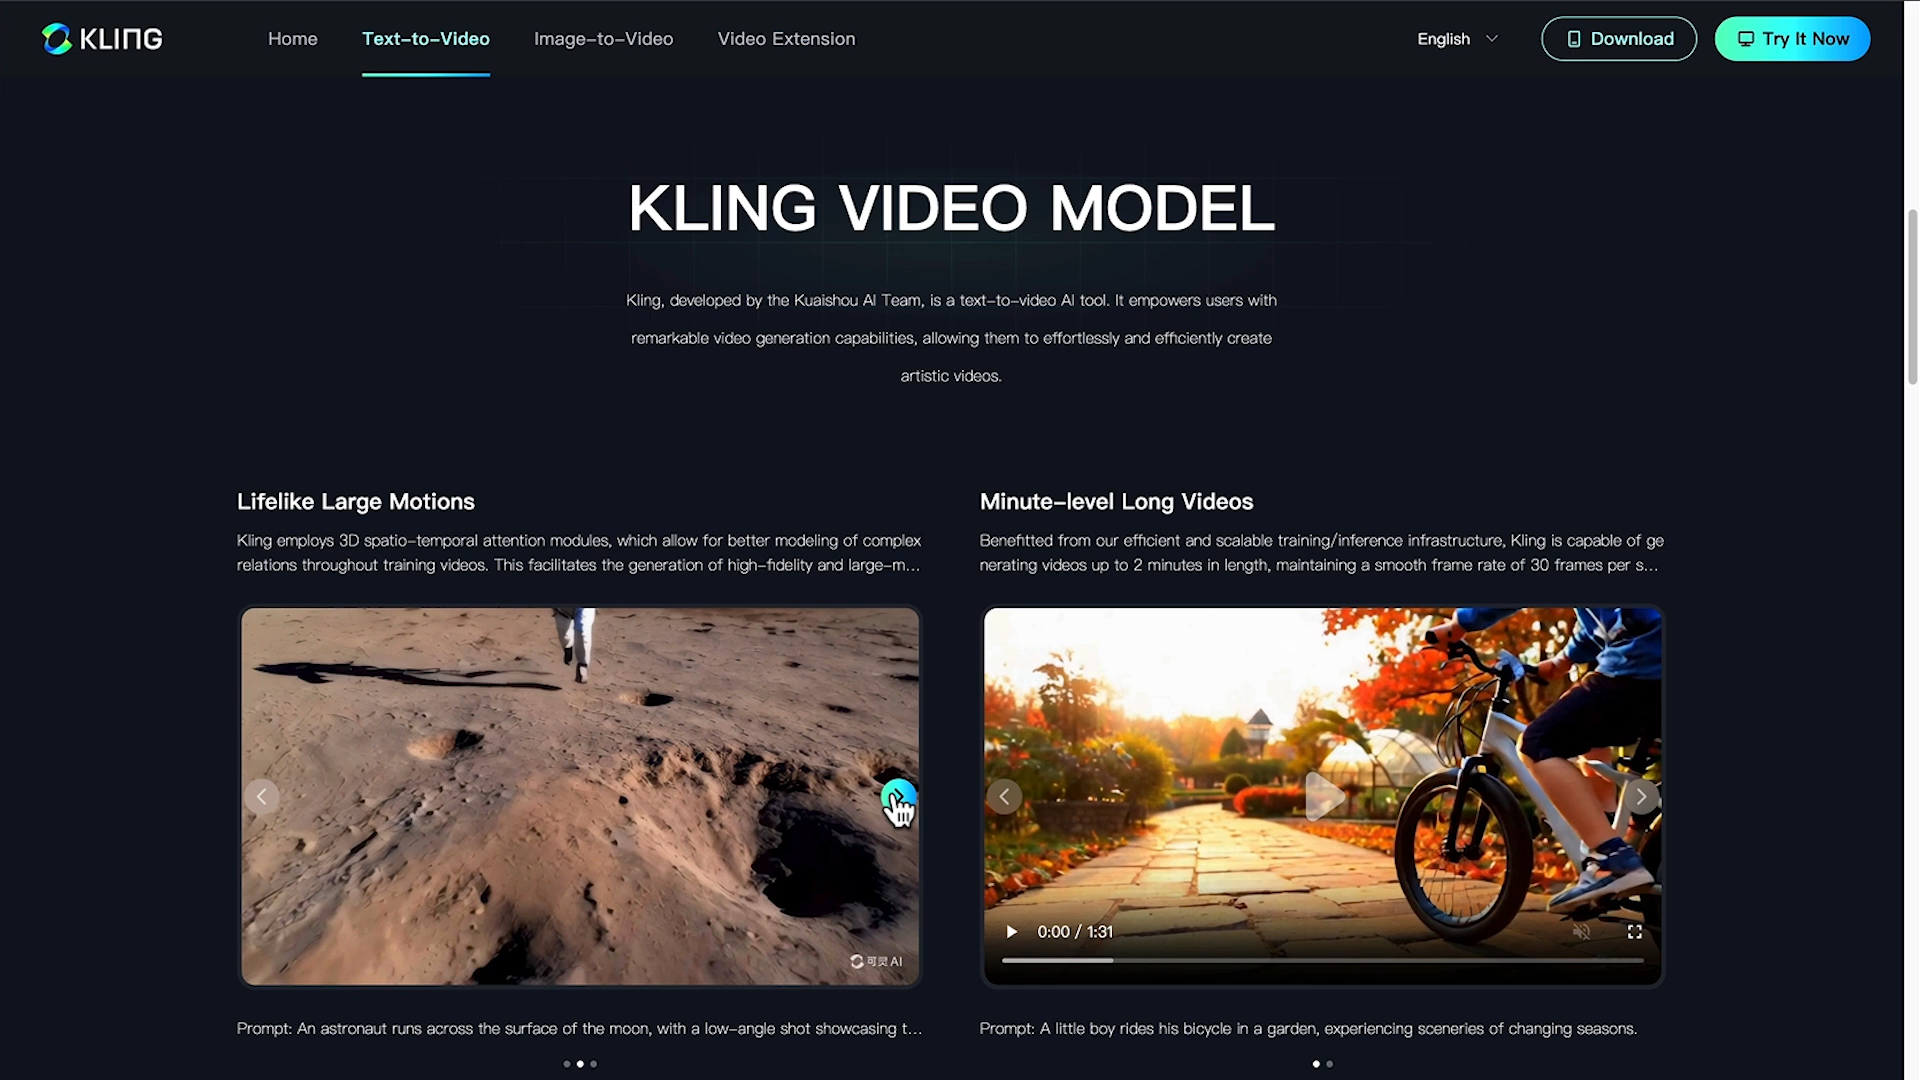 KLING
Home
Text-to-Video
Image-to-Video
Video Extension
English
Download
Try It Now
KLING VIDEO MODEL
Kling, developed by the Kuaishou AI Team, is a text-to-video AI tool. It empowers users with
remarkable video generation capabilities, allowing them to effortlessly and efficiently create
artistic videos.
Lifelike Large Motions
Kling employs 3D spatio-temporal attention modules, which allow for better modeling of complex
relations throughout training videos. This facilitates the generation of high-fidelity and large-m...
可灵 AI
Prompt: An astronaut runs across the surface of the moon, with a low-angle shot showcasing t...
Minute-level Long Videos
Benefitted from our efficient and scalable training/inference infrastructure, Kling is capable of ge
nerating videos up to 2 minutes in length, maintaining a smooth frame rate of 30 frames per s...
0:00 / 1:31
Prompt: A little boy rides his bicycle in a garden, experiencing sceneries of changing seasons.